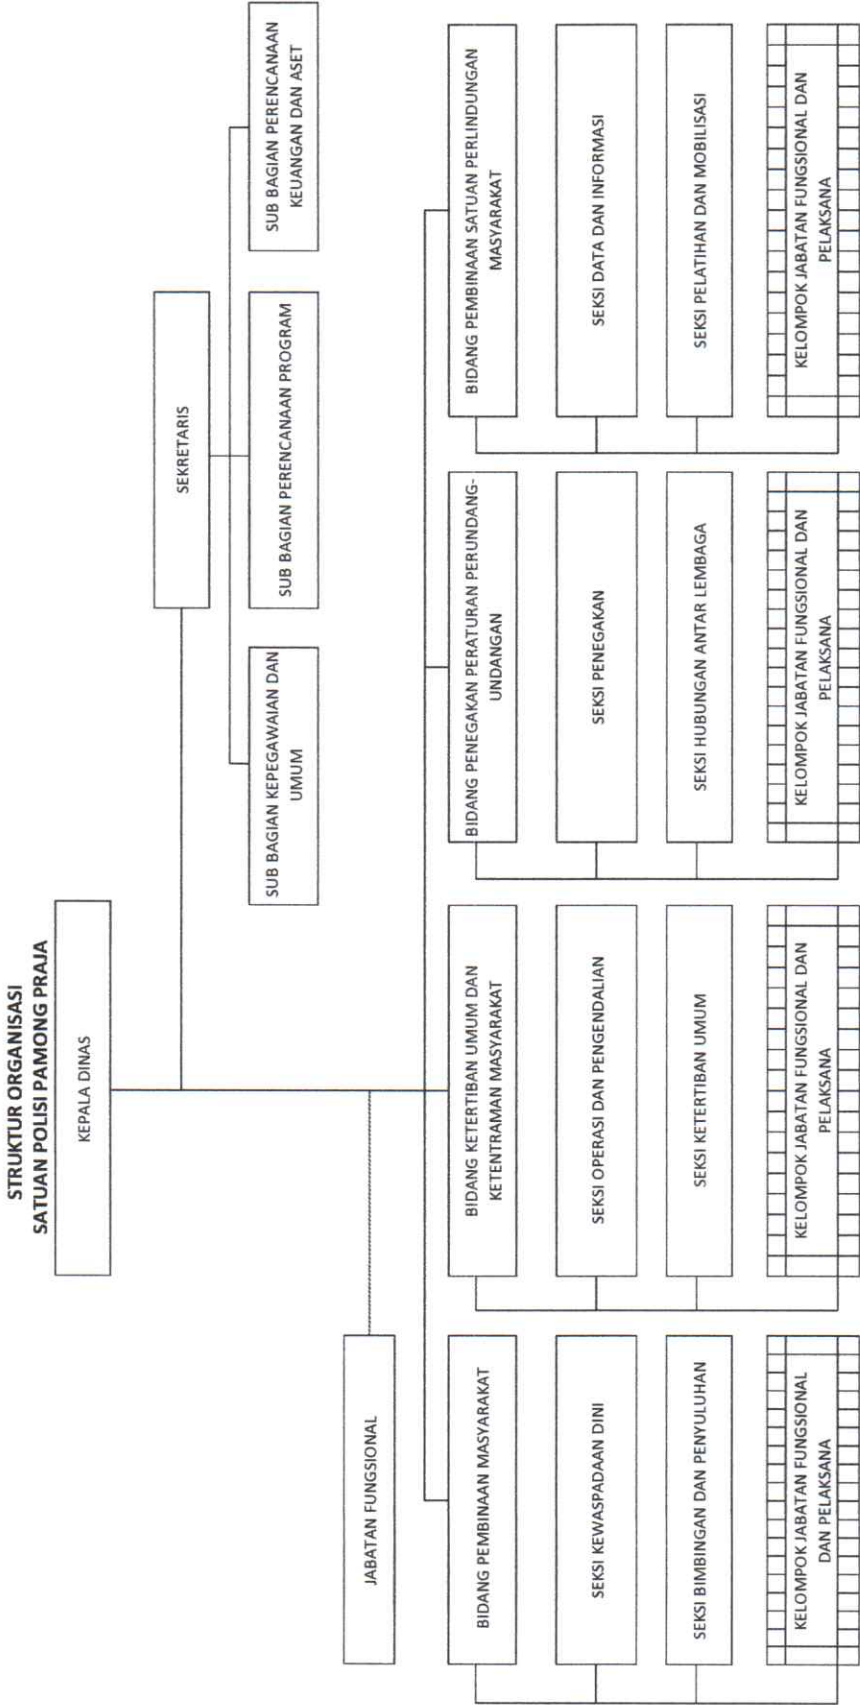 STRUKTUR ORGANISASI
SATUAN POLISI PAMONG PRAJA
KEPALA DINAS
SEKRETARIS
SUB BAGIAN KEPEGAWAIAN DAN
UMUM
SUB BAGIAN PERENCANAAN PROGRAM
SUB BAGIAN PERENCANAAN
KEUANGAN DAN ASET
JABATAN FUNGSIONAL
BIDANG PEMBINAAN MASYARAKAT
SEKSI KEWASPADAAN DINI
SEKSI BIMBINGAN DAN PENYULUHAN
KELOMPOK JABATAN FUNGSIONAL
DAN PELAKSANA
BIDANG KETERTIBAN UMUM DAN
KETENTRAMAN MASYARAKAT
SEKSI OPERASI DAN PENGENDALIAN
SEKSI KETERTIBAN UMUM
KELOMPOK JABATAN FUNGSIONAL DAN
PELAKSANA
BIDANG PENEGAKAN PERATURAN PERUNDANG-
UNDANGAN
SEKSI PENEGAKAN
SEKSI HUBUNGAN ANTAR LEMBAGA
KELOMPOK JABATAN FUNGSIONAL DAN
PELAKSANA
BIDANG PEMBINAAN SATUAN PERLINDUNGAN
MASYARAKAT
SEKSI DATA DAN INFORMASI
SEKSI PELATIHAN DAN MOBILISASI
KELOMPOK JABATAN FUNGSIONAL DAN
PELAKSANA